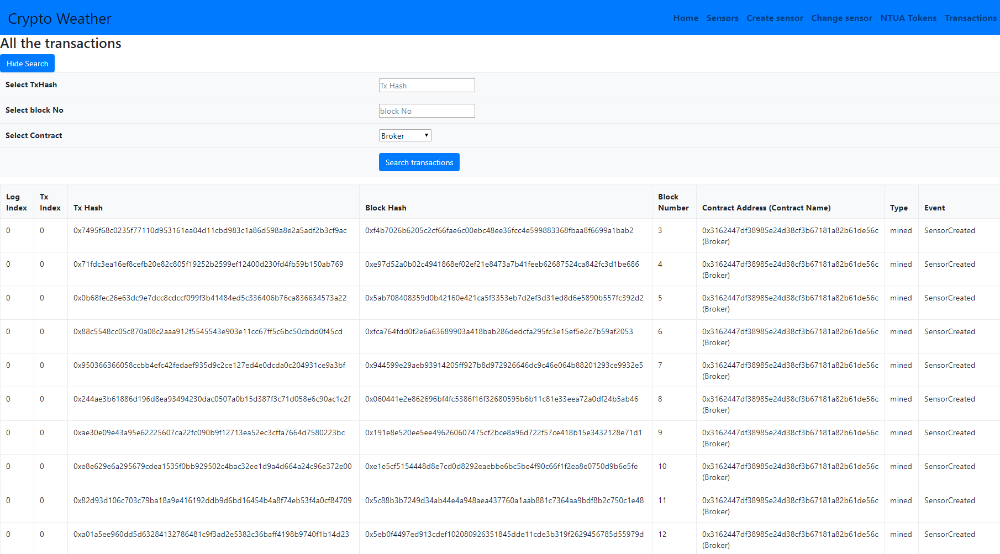 Crypto Weather
Home Sensors Create sensor Change sensor NTUA Tokens Transactions
All the transactions
Hide Search
Select TxHash Tx Hash
Select block No block No
Select Contract Broker
Search transactions
Log Index Tx Index Tx Hash Block Hash Block Number Contract Address (Contract Name) Type Event
0 0 0x7495f68c0235f77110d953161ea04d11cbd983c1a86d598a8e2a5adf2b3cf9ac 0xf4b7026b6205c2cf66fae6c00ebc48ee36fcc4e599883368fbaa8f6699a1bab2 3 0x3162447df38985e24d38cf3b67181a82b61de56c mined SensorCreated
(Broker)
0 0 0x71fdc3ea16ef8cefb20e82c805f19252b2599ef12400d230fd4fb59b150ab769 0xe97d52a0b02c4941868ef02ef21e8473a7b41feeb62687524ca842fc3d1be686 4 0x3162447df38985e24d38cf3b67181a82b61de56c mined SensorCreated
(Broker)
0 0 0x0b68fec26e63dc9e7dcc8cdccf099f3b41484ed5c336406b76ca836634573a22 0x5ab708408359d0b42160e421ca5f3353eb7d2ef3d31ed8d6e5890b557fc392d2 5 0x3162447df38985e24d38cf3b67181a82b61de56c mined SensorCreated
(Broker)
0 0 0x88c5548cc05c870a08c2aaa912f5545543e903e11cc67ff5c6bc50cbdd0f45cd 0xfca764fdd0f2e6a63689903a418bab286dedcfa295fc3e15ef5e2c7b59af2053 6 0x3162447df38985e24d38cf3b67181a82b61de56c mined SensorCreated
(Broker)
0 0 0x950366366058ccbb4efc42fedaef935d9c2ce127ed4e0dcda0c204931ce9a3bf 0x944599e29aeb93914205ff927b8d972926646dc9c46e064b88201293ce9932e5 7 0x3162447df38985e24d38cf3b67181a82b61de56c mined SensorCreated
(Broker)
0 0 0x244ae3b61886d196d8ea93494230dac0507a0b15d387f3c71d058e6c90ac1c2f 0x060441e2e862696bf4fc5386f16f32680595b6b11c81e33eea72a0df24b5ab46 8 0x3162447df38985e24d38cf3b67181a82b61de56c mined SensorCreated
(Broker)
0 0 0xae30e09e43a95e62225607ca22fc090b9f12713ea52ec3cffa7664d7580223bc 0x191e8e520ee5ee496260607475cf2bce8a96d722f57ce418b15e3432128e71d1 9 0x3162447df38985e24d38cf3b67181a82b61de56c mined SensorCreated
(Broker)
0 0 0xe8e629e6a295679cdea1535f0bb929502c4bac32ee1d9a4d664a24c96e372e00 0xe1e5cf5154448d8e7cd0d8292eaebbe6bc5be4f90c66f1f2ea8e0750d9b6e5fe 10 0x3162447df38985e24d38cf3b67181a82b61de56c mined SensorCreated
(Broker)
0 0 0x82d93d106c703c79ba18a9e416192ddb9d6bd16454b4a8f74eb53f4a0cf84709 0x5c88b3b7249d34ab44e4a948aea437760a1aab881c7364aa9bdf8b2c750c1e48 11 0x3162447df38985e24d38cf3b67181a82b61de56c mined SensorCreated
(Broker)
0 0 0xa01a5ee960dd5d63284132786481c9f3ad2e5382c36baff4198b9740f1b14d23 0x5eb0f4497ed913cdef102080926351845dde11cde3b319f2629456785d55979d 12 0x3162447df38985e24d38cf3b67181a82b61de56c mined SensorCreated
(Broker)